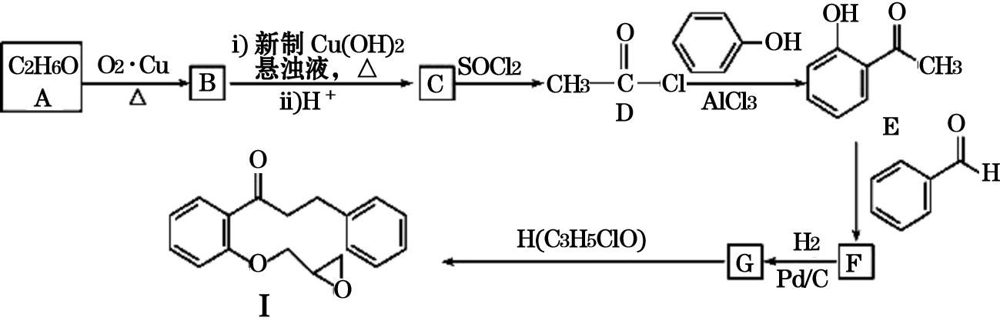 C2H6O
A
O2·Cu
△
B
i) 新制 Cu(OH)2
悬浊液, △
ii)H+
C
SOCl2
O
CH3 C Cl
D
OH
AlCl3
OH O
CH3
E
O
H
F
H2
Pd/C
G
H(C3H5ClO)
O
O
O
I